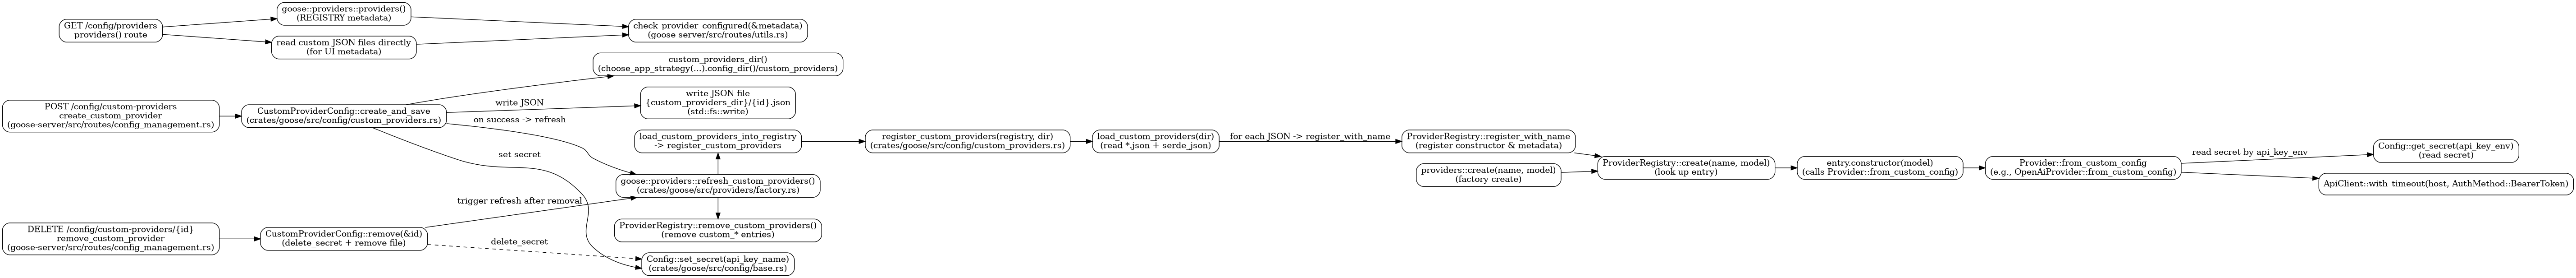 GET /config/providers
providers() route
goose::providers::providers()
(REGISTRY metadata)
read custom JSON files directly
(for UI metadata)
check_provider_configured(&metadata)
(goose-server/src/routes/utils.rs)
custom_providers_dir()
(choose_app_strategy(...).config_dir()/custom_providers)
POST /config/custom-providers
create_custom_provider
(goose-server/src/routes/config_management.rs)
CustomProviderConfig::create_and_save
(crates/goose/src/config/custom_providers.rs)
write JSON
write JSON file
{custom_providers_dir}/{id}.json
(std::fs::write)
on success -> refresh
set secret
load_custom_providers_into_registry
-> register_custom_providers
register_custom_providers(registry, dir)
(crates/goose/src/config/custom_providers.rs)
load_custom_providers(dir)
(read *.json + serde_json)
for each JSON -> register_with_name
ProviderRegistry::register_with_name
(register constructor & metadata)
providers::create(name, model)
(factory create)
ProviderRegistry::create(name, model)
(look up entry)
entry.constructor(model)
(calls Provider::from_custom_config)
Provider::from_custom_config
(e.g., OpenAiProvider::from_custom_config)
read secret by api_key_env
Config::get_secret(api_key_env)
(read secret)
ApiClient::with_timeout(host, AuthMethod::BearerToken)
goose::providers::refresh_custom_providers()
(crates/goose/src/providers/factory.rs)
trigger refresh after removal
DELETE /config/custom-providers/{id}
remove_custom_provider
(goose-server/src/routes/config_management.rs)
CustomProviderConfig::remove(&id)
(delete_secret + remove file)
delete_secret
ProviderRegistry::remove_custom_providers()
(remove custom_* entries)
Config::set_secret(api_key_name)
(crates/goose/src/config/base.rs)